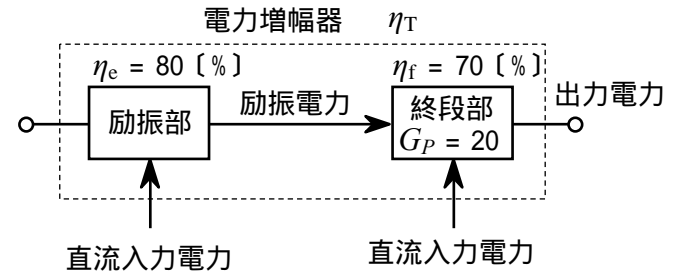 電力増幅器 ηT
ηe = 80〔%〕
ηf = 70〔%〕
励振部
励振電力
終段部
GP = 20
出力電力
直流入力電力
直流入力電力